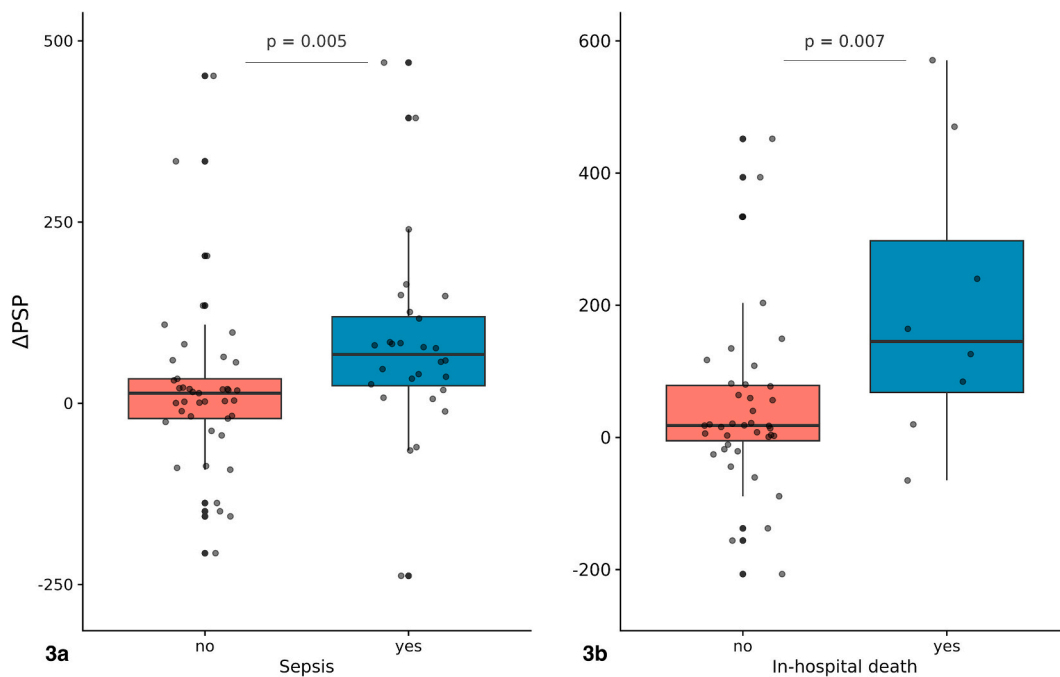 500
250
0
-250
ΔPSP
p = 0.005
no
yes
3a
Sepsis
600
400
200
0
-200
p = 0.007
no
yes
3b
In-hospital death